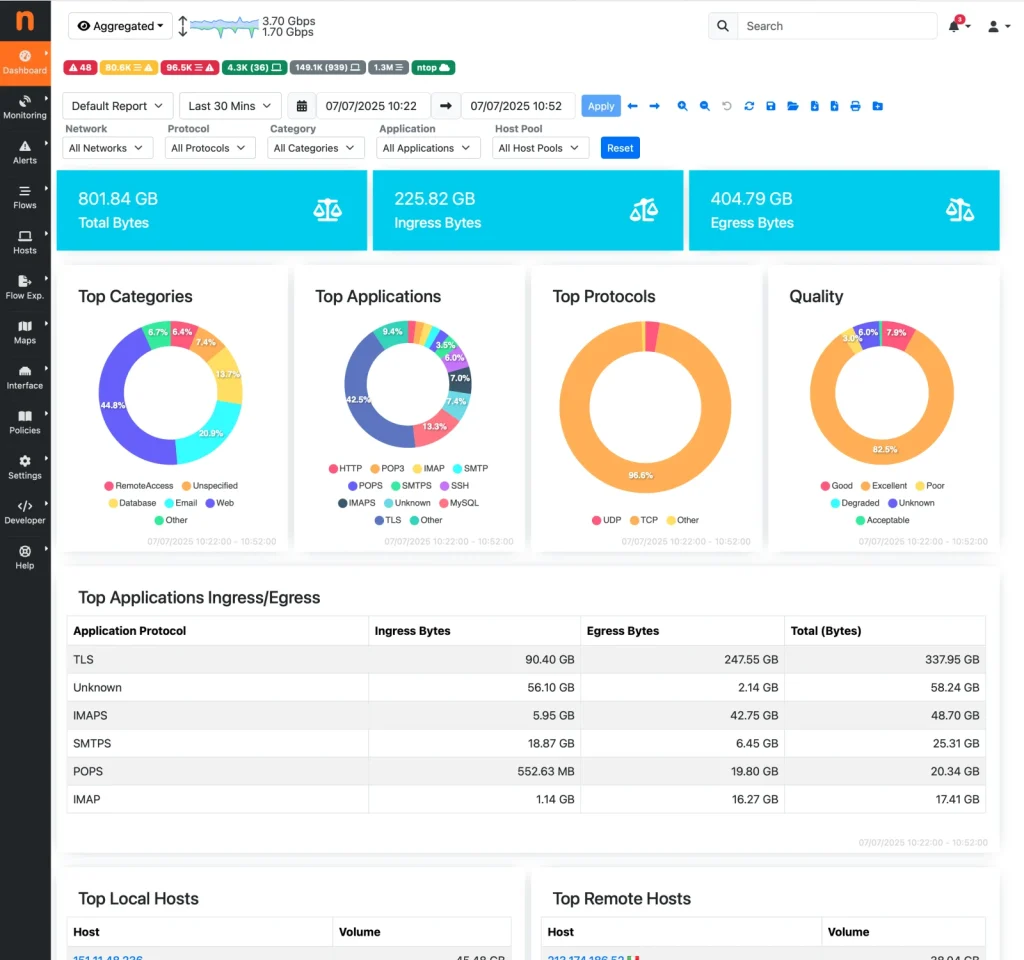 n
Aggregated
3.70 Gbps
1.70 Gbps
Search
3
48
80.6K
96.5K
4.3K (36)
149.1K (939)
1.3M
ntop
Dashboard
Monitoring
Alerts
Flows
Hosts
Flow Exp.
Maps
Interface
Policies
Settings
Developer
Help
Default Report
Last 30 Mins
07/07/2025 10:22
07/07/2025 10:52
Apply
Network
Protocol
Category
Application
Host Pool
All Networks
All Protocols
All Categories
All Applications
All Host Pools
Reset
801.84 GB
Total Bytes
225.82 GB
Ingress Bytes
404.79 GB
Egress Bytes
Top Categories
6.7%
6.4%
7.4%
13.7%
20.9%
44.8%
RemoteAccess Unspecified
Database Email Web
Other
07/07/2025 10:22:00 - 10:52:00
Top Applications
9.4%
3.5%
6.0%
7.0%
7.4%
13.3%
42.5%
HTTP POP3 IMAP SMTP
POPS SMTPS SSH
IMAPS Unknown MySQL
TLS Other
07/07/2025 10:22:00 - 10:52:00
Top Protocols
96.6%
UDP TCP Other
07/07/2025 10:22:00 - 10:52:00
Quality
3.0%
6.0%
7.9%
82.5%
Good Excellent Poor
Degraded Unknown
Acceptable
07/07/2025 10:22:00 - 10:52:00
Top Applications Ingress/Egress
Application Protocol Ingress Bytes Egress Bytes Total (Bytes)
TLS 90.40 GB 247.55 GB 337.95 GB
Unknown 56.10 GB 2.14 GB 58.24 GB
IMAPS 5.95 GB 42.75 GB 48.70 GB
SMTPS 18.87 GB 6.45 GB 25.31 GB
POPS 552.63 MB 19.80 GB 20.34 GB
IMAP 1.14 GB 16.27 GB 17.41 GB
07/07/2025 10:22:00 - 10:52:00
Top Local Hosts
Host Volume
Top Remote Hosts
Host Volume